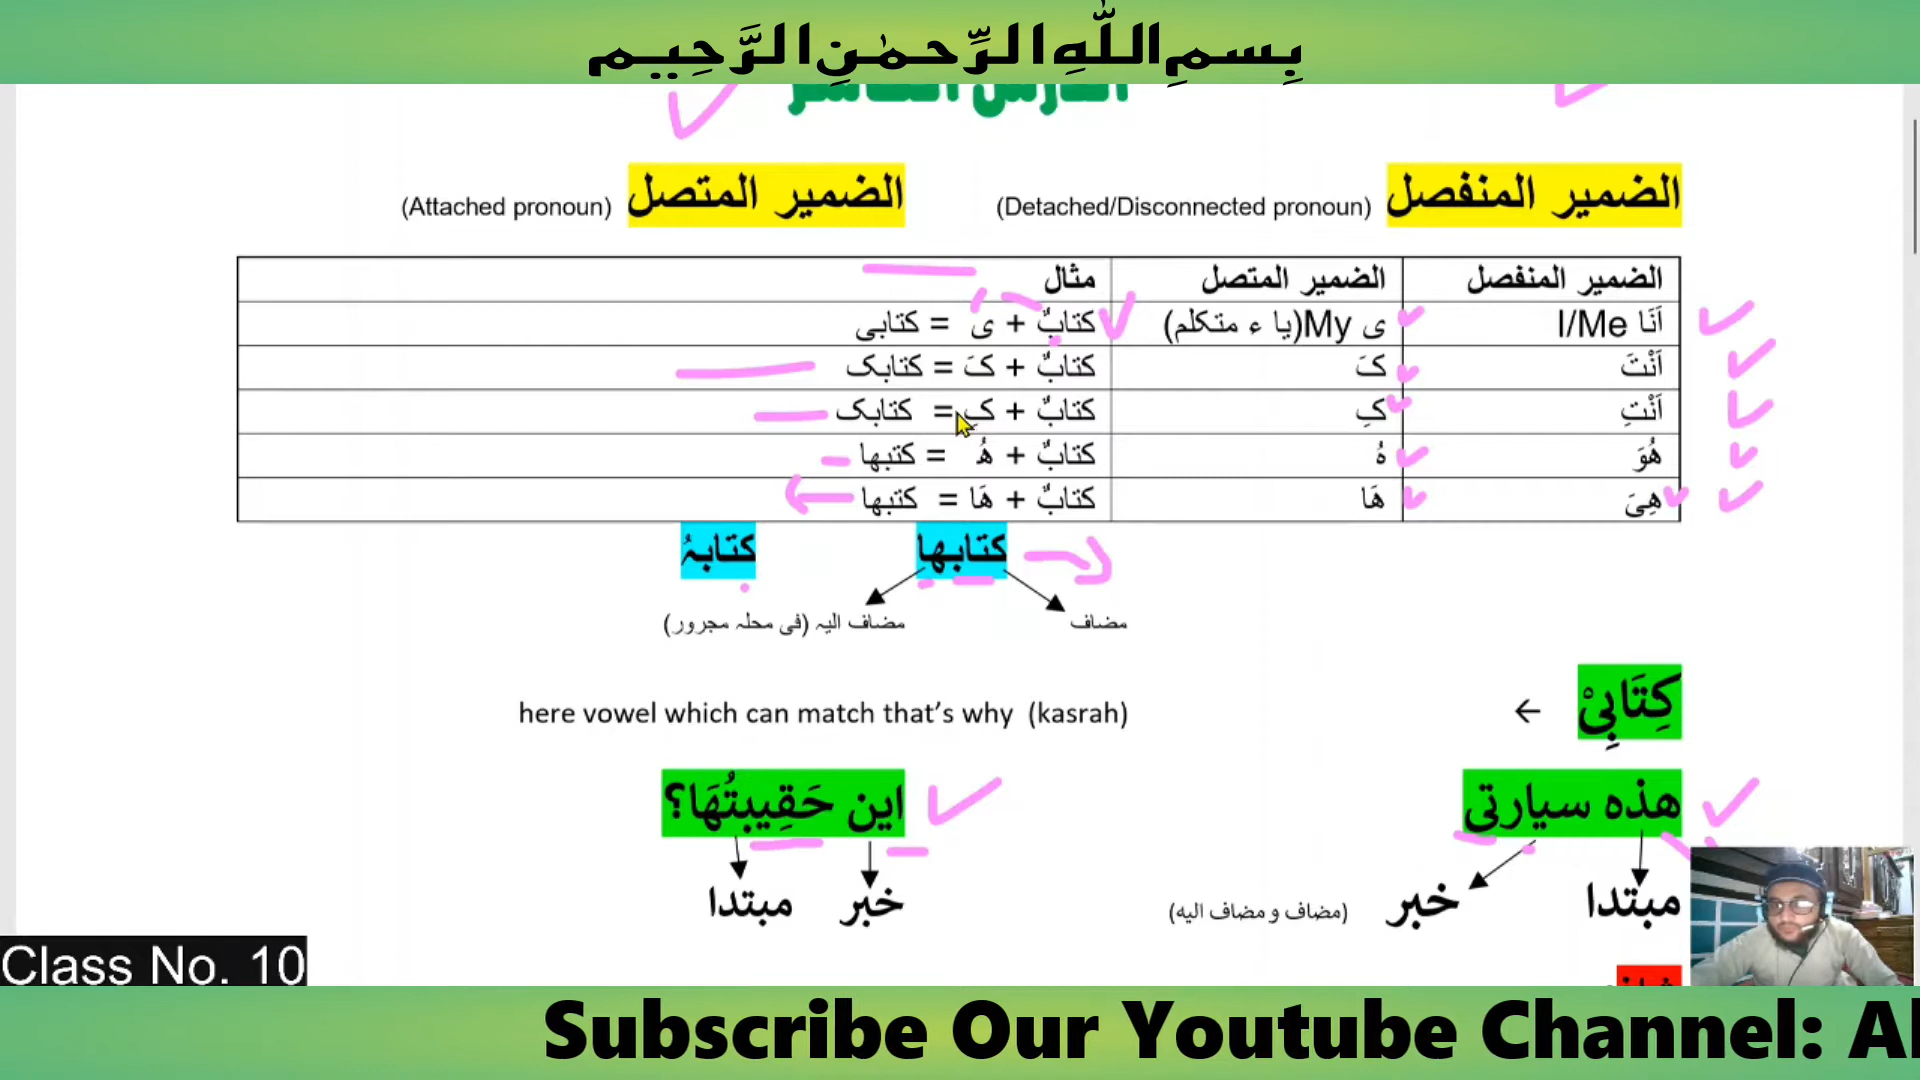 بِسمِ اللّٰهِ الرَّحمٰنِ الرَّحِيم
الضمير المنفصل (Detached/Disconnected pronoun) الضمير المتصل (Attached pronoun)
الضمير المنفصل الضمير المتصل مثال
اَنَا I/Me ی My(یا ء متکلم) کتابٌ + ی = کتابی
اَنْتَ کَ کتابٌ + کَ = کتابک
اَنْتِ کِ کتابٌ + کِ = کتابک
هُوَ هُ کتابٌ + هُ = کتبها
هِیَ هَا کتابٌ + هَا = کتبها
کتابها کتابہُ
مضاف مضاف الیہ (فی محلہ مجرور)
کِتَابِیْ ← here vowel which can match that’s why (kasrah)
هذه سیارتی این حَقِیبتُهَا؟
مبتدا خبر (مضاف و مضاف الیه) خبر مبتدا
Class No. 10
Subscribe Our Youtube Channel: